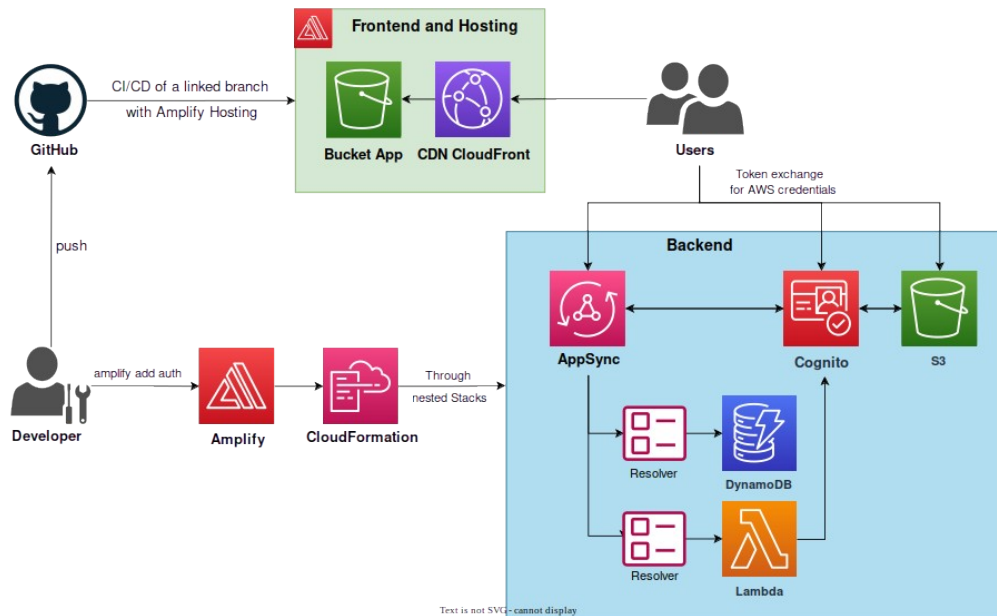 Frontend and Hosting
CI/CD of a linked branch
with Amplify Hosting
GitHub
Bucket App
CDN CloudFront
Users
Token exchange
for AWS credentials
push
Backend
AppSync
Cognito
S3
amplify add auth
Through
nested Stacks
Developer
Amplify
CloudFormation
Resolver
DynamoDB
Resolver
Lambda
Text is not SVG - cannot display